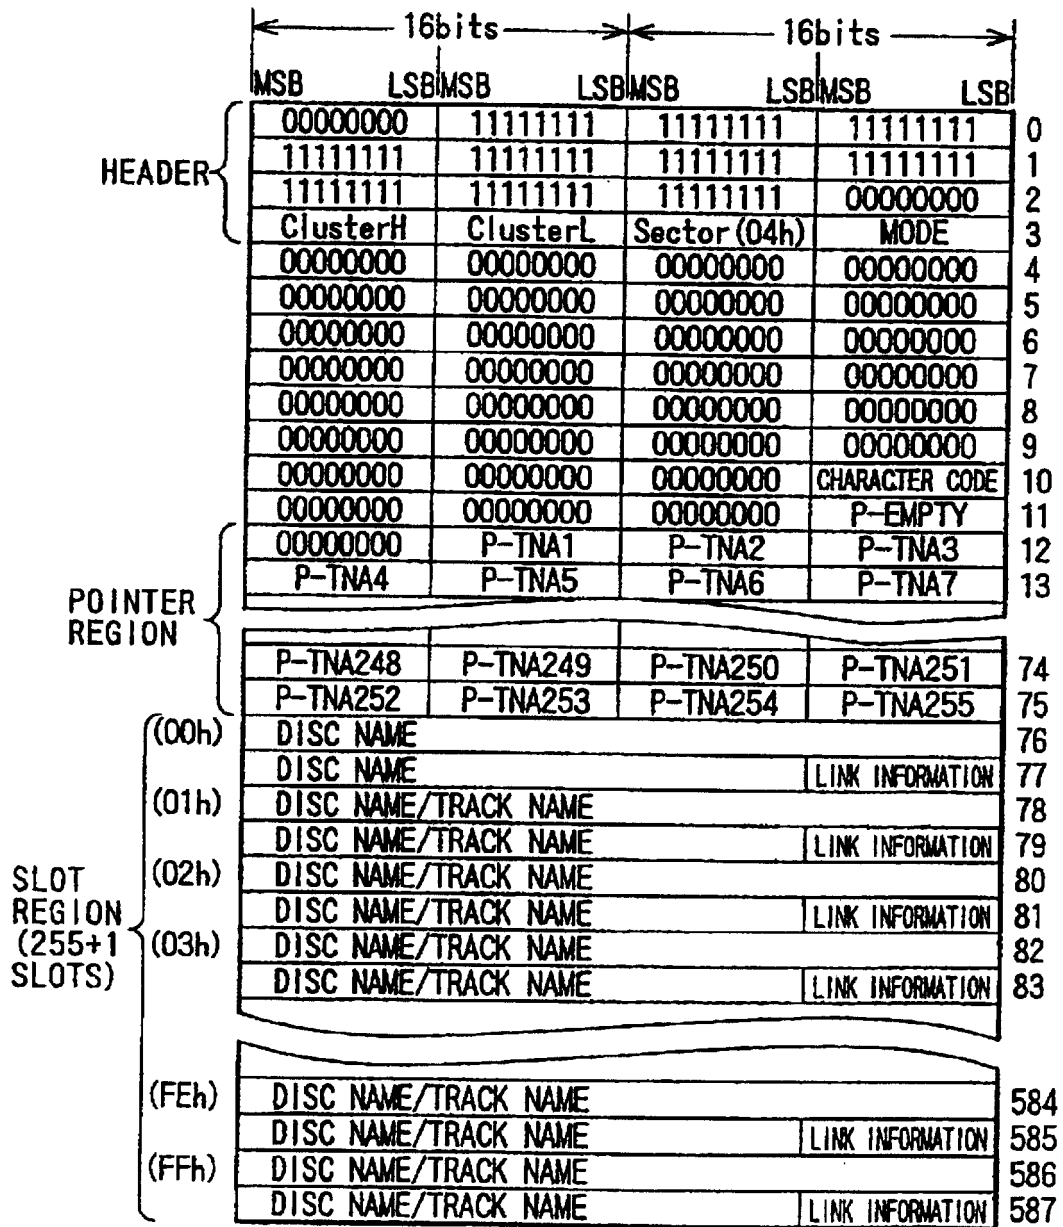 16bits 16bits
MSB LSB MSB LSB MSB LSB MSB LSB
HEADER
00000000 11111111 11111111 11111111 0
11111111 11111111 11111111 11111111 1
11111111 11111111 11111111 00000000 2
ClusterH ClusterL Sector(04h) MODE 3
00000000 00000000 00000000 00000000 4
00000000 00000000 00000000 00000000 5
00000000 00000000 00000000 00000000 6
00000000 00000000 00000000 00000000 7
00000000 00000000 00000000 00000000 8
00000000 00000000 00000000 00000000 9
00000000 00000000 00000000 CHARACTER CODE 10
00000000 00000000 00000000 P-EMPTY 11
POINTER
REGION
00000000 P-TNA1 P-TNA2 P-TNA3 12
P-TNA4 P-TNA5 P-TNA6 P-TNA7 13
P-TNA248 P-TNA249 P-TNA250 P-TNA251 74
P-TNA252 P-TNA253 P-TNA254 P-TNA255 75
SLOT
REGION
(255+1
SLOTS)
(00h) DISC NAME 76
DISC NAME LINK INFORMATION 77
(01h) DISC NAME/TRACK NAME 78
DISC NAME/TRACK NAME LINK INFORMATION 79
(02h) DISC NAME/TRACK NAME 80
DISC NAME/TRACK NAME LINK INFORMATION 81
(03h) DISC NAME/TRACK NAME 82
DISC NAME/TRACK NAME LINK INFORMATION 83
(FEh) DISC NAME/TRACK NAME 584
DISC NAME/TRACK NAME LINK INFORMATION 585
(FFh) DISC NAME/TRACK NAME 586
DISC NAME/TRACK NAME LINK INFORMATION 587